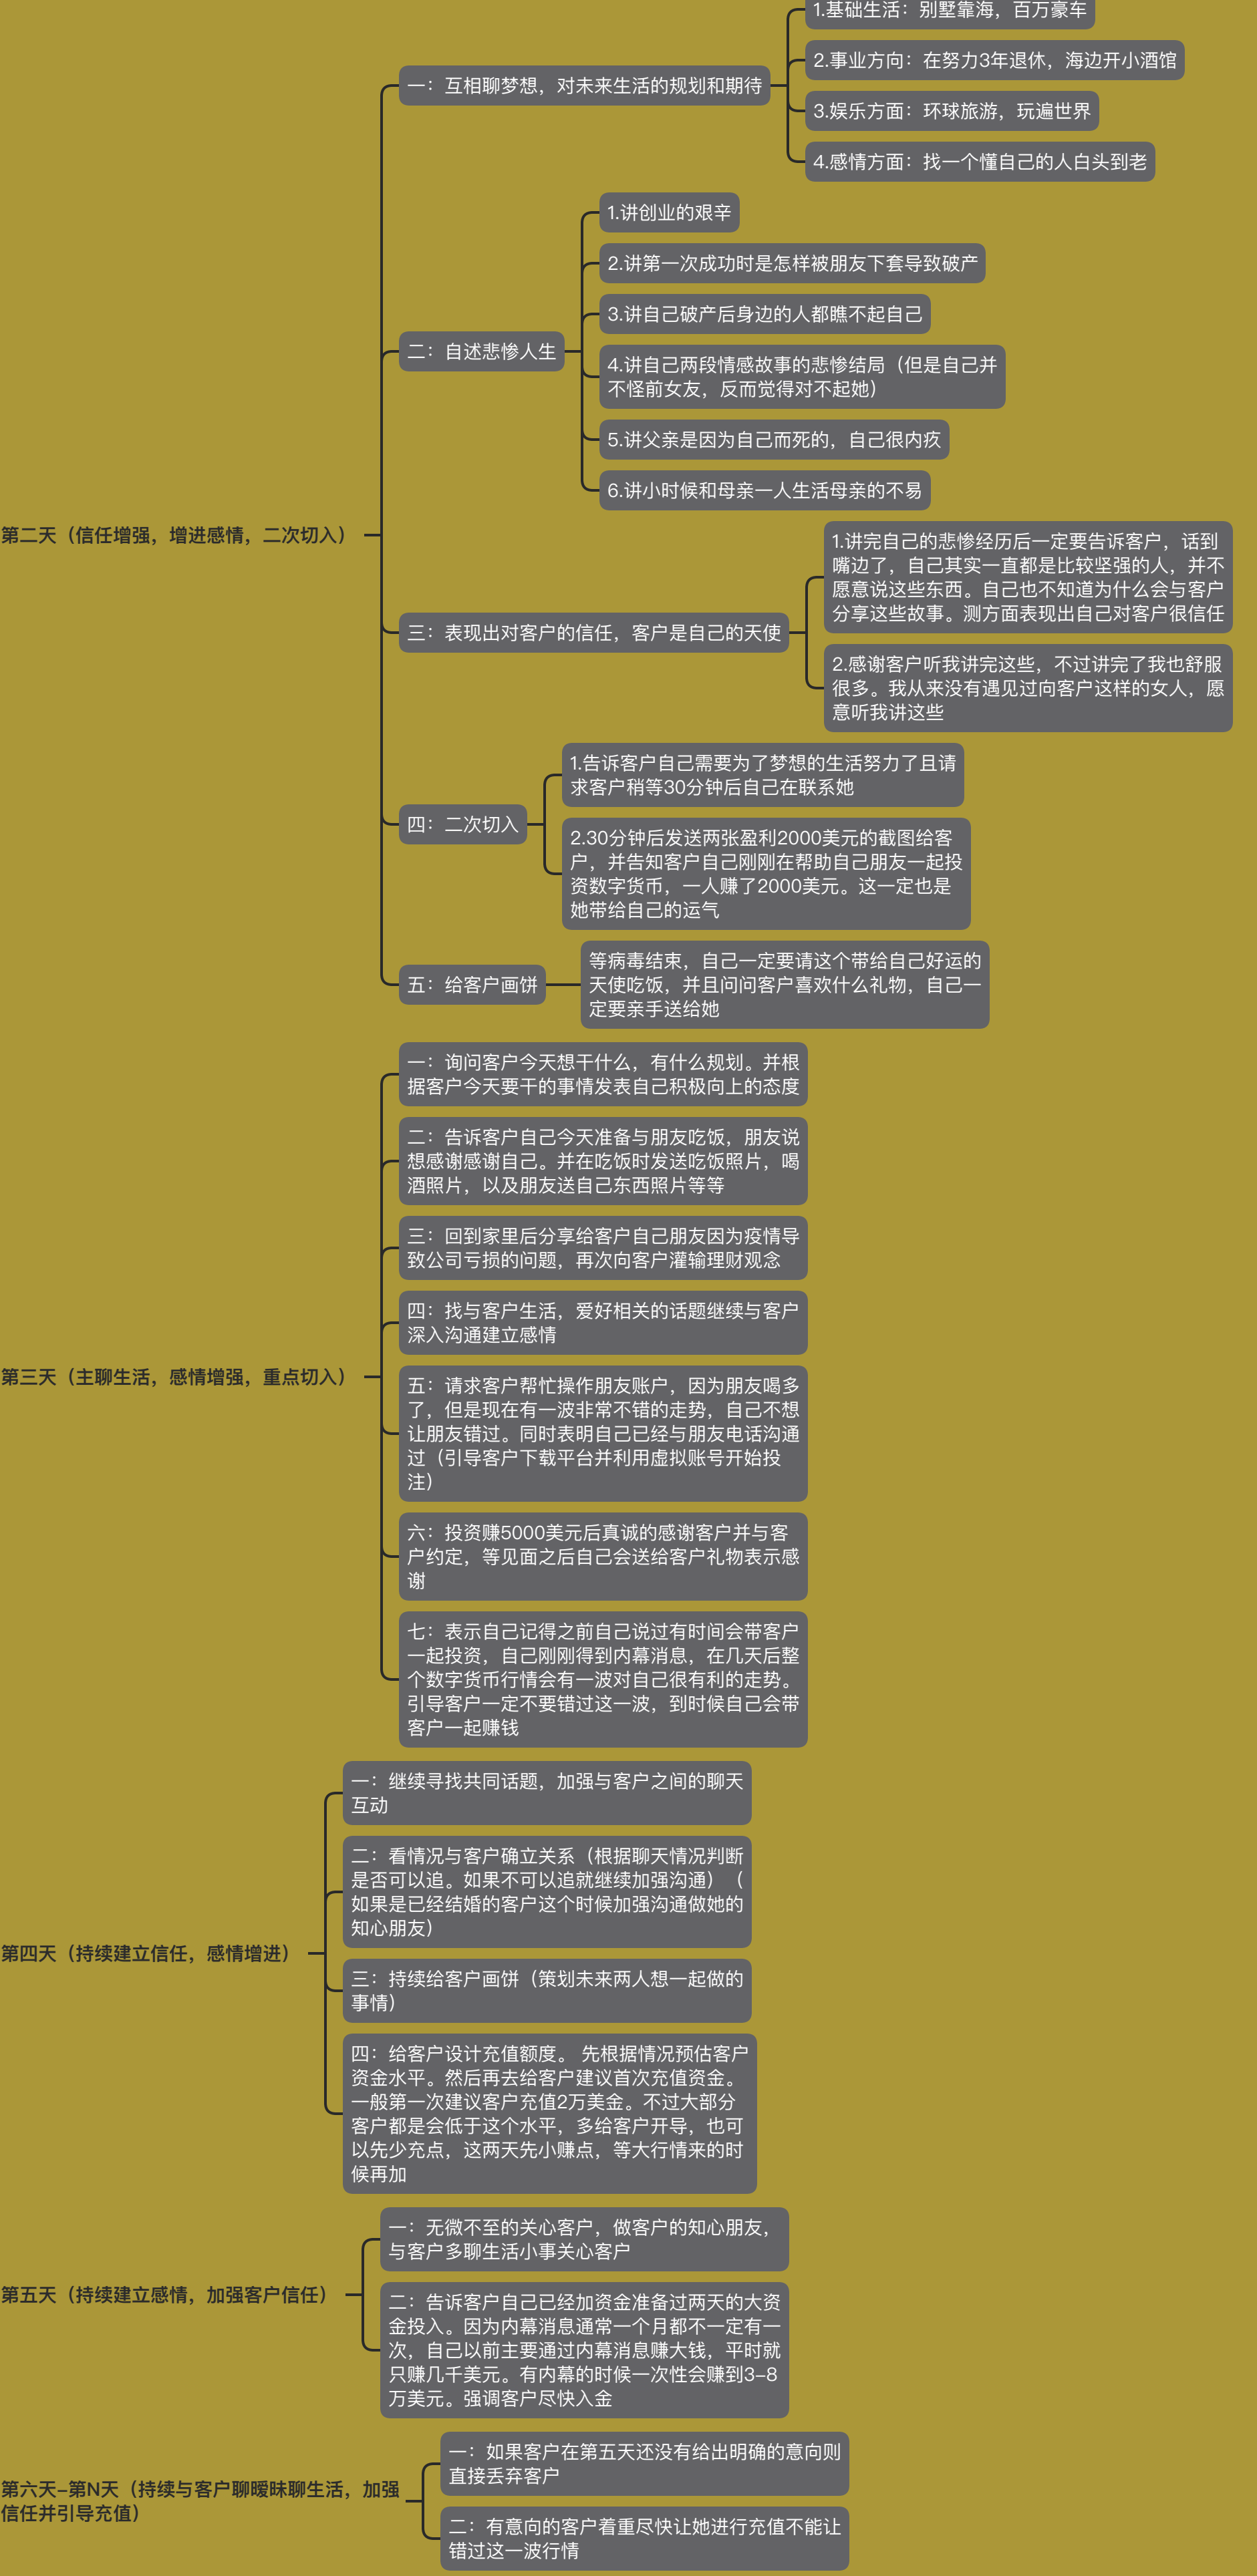 第二天（信任增强，增进感情，二次切入）
一：互相聊梦想，对未来生活的规划和期待
1.基础生活：别墅靠海，百万豪车
2.事业方向：在努力3年退休，海边开小酒馆
3.娱乐方面：环球旅游，玩遍世界
4.感情方面：找一个懂自己的人白头到老
二：自述悲惨人生
1.讲创业的艰辛
2.讲第一次成功时是怎样被朋友下套导致破产
3.讲自己破产后身边的人都瞧不起自己
4.讲自己两段情感故事的悲惨结局（但是自己并
不怪前女友，反而觉得对不起她）
5.讲父亲是因为自己而死的，自己很内疚
6.讲小时候和母亲一人生活母亲的不易
三：表现出对客户的信任，客户是自己的天使
1.讲完自己的悲惨经历后一定要告诉客户，话到
嘴边了，自己其实一直都是比较坚强的人，并不
愿意说这些东西。自己也不知道为什么会与客户
分享这些故事。测方面表现出自己对客户很信任
2.感谢客户听我讲完这些，不过讲完了我也舒服
很多。我从来没有遇见过向客户这样的女人，愿
意听我讲这些
四：二次切入
1.告诉客户自己需要为了梦想的生活努力了且请
求客户稍等30分钟后自己在联系她
2.30分钟后发送两张盈利2000美元的截图给客
户，并告知客户自己刚刚在帮助自己朋友一起投
资数字货币，一人赚了2000美元。这一定也是
她带给自己的运气
五：给客户画饼
等病毒结束，自己一定要请这个带给自己好运的
天使吃饭，并且问问客户喜欢什么礼物，自己一
定要亲手送给她
第三天（主聊生活，感情增强，重点切入）
一：询问客户今天想干什么，有什么规划。并根
据客户今天要干的事情发表自己积极向上的态度
二：告诉客户自己今天准备与朋友吃饭，朋友说
想感谢感谢自己。并在吃饭时发送吃饭照片，喝
酒照片，以及朋友送自己东西照片等等
三：回到家里后分享给客户自己朋友因为疫情导
致公司亏损的问题，再次向客户灌输理财观念
四：找与客户生活，爱好相关的话题继续与客户
深入沟通建立感情
五：请求客户帮忙操作朋友账户，因为朋友喝多
了，但是现在有一波非常不错的走势，自己不想
让朋友错过。同时表明自己已经与朋友电话沟通
过（引导客户下载平台并利用虚拟账号开始投
注）
六：投资赚5000美元后真诚的感谢客户并与客
户约定，等见面之后自己会送给客户礼物表示感
谢
七：表示自己记得之前自己说过有时间会带客户
一起投资，自己刚刚得到内幕消息，在几天后整
个数字货币行情会有一波对自己很有利的走势。
引导客户一定不要错过这一波，到时候自己会带
客户一起赚钱
第四天（持续建立信任，感情增进）
一：继续寻找共同话题，加强与客户之间的聊天
互动
二：看情况与客户确立关系（根据聊天情况判断
是否可以追。如果不可以追就继续加强沟通）（
如果是已经结婚的客户这个时候加强沟通做她的
知心朋友）
三：持续给客户画饼（策划未来两人想一起做的
事情）
四：给客户设计充值额度。 先根据情况预估客户
资金水平。然后再去给客户建议首次充值资金。
一般第一次建议客户充值2万美金。不过大部分
客户都是会低于这个水平，多给客户开导，也可
以先少充点，这两天先小赚点，等大行情来的时
候再加
第五天（持续建立感情，加强客户信任）
一：无微不至的关心客户，做客户的知心朋友，
与客户多聊生活小事关心客户
二：告诉客户自己已经加资金准备过两天的大资
金投入。因为内幕消息通常一个月都不一定有一
次，自己以前主要通过内幕消息赚大钱，平时就
只赚几千美元。有内幕的时候一次性会赚到3-8
万美元。强调客户尽快入金
第六天-第N天（持续与客户聊暧昧聊生活，加强
信任并引导充值）
一：如果客户在第五天还没有给出明确的意向则
直接丢弃客户
二：有意向的客户着重尽快让她进行充值不能让
错过这一波行情